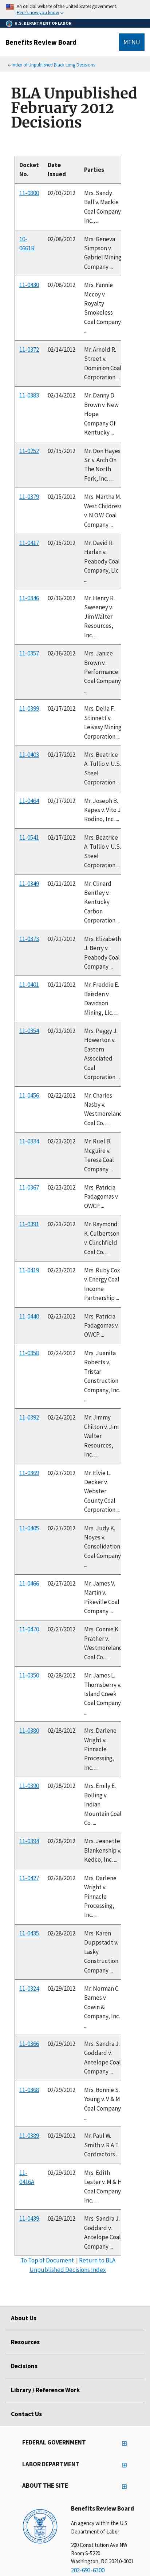 An official website of the United States government.
Here's how you know
U.S. DEPARTMENT OF LABOR
Benefits Review Board
MENU
« Index of Unpublished Black Lung Decisions
BLA Unpublished
February 2012
Decisions
Docket No. Date Issued Parties
11-0800 02/03/2012 Mrs. Sandy Ball v. Mackie Coal Company Inc., ...
10-0661R 02/08/2012 Mrs. Geneva Simpson v. Gabriel Mining Company ...
11-0430 02/08/2012 Mrs. Fannie Mccoy v. Royalty Smokeless Coal Company ...
11-0372 02/14/2012 Mr. Arnold R. Street v. Dominion Coal Corporation ...
11-0383 02/14/2012 Mr. Danny D. Brown v. New Hope Company Of Kentucky ...
11-0252 02/15/2012 Mr. Don Hayes Sr. v. Arch On The North Fork, Inc. ...
11-0379 02/15/2012 Mrs. Martha M. West Childress v. N.O.W. Coal Company ...
11-0417 02/15/2012 Mr. David R. Harlan v. Peabody Coal Company, Llc ...
11-0346 02/16/2012 Mr. Henry R. Sweeney v. Jim Walter Resources, Inc. ...
11-0357 02/16/2012 Mrs. Janice Brown v. Performance Coal Company ...
11-0399 02/17/2012 Mrs. Della F. Stinnett v. Leivasy Mining Corporation ...
11-0403 02/17/2012 Mrs. Beatrice A. Tullio v. U.S. Steel Corporation ...
11-0464 02/17/2012 Mr. Joseph B. Kapes v. Vito J. Rodino, Inc. ...
11-0541 02/17/2012 Mrs. Beatrice A. Tullio v. U.S. Steel Corporation ...
11-0349 02/21/2012 Mr. Clinard Bentley v. Kentucky Carbon Corporation ...
11-0373 02/21/2012 Mrs. Elizabeth J. Berry v. Peabody Coal Company ...
11-0401 02/21/2012 Mr. Freddie E. Baisden v. Davidson Mining, Llc. ...
11-0354 02/22/2012 Mrs. Peggy J. Howerton v. Eastern Associated Coal Corporation ...
11-0456 02/22/2012 Mr. Charles Nasby v. Westmoreland Coal Co. ...
11-0334 02/23/2012 Mr. Ruel B. Mcguire v. Teresa Coal Company ...
11-0367 02/23/2012 Mrs. Patricia Padagomas v. OWCP ...
11-0391 02/23/2012 Mr. Raymond K. Culbertson v. Clinchfield Coal Co. ...
11-0419 02/23/2012 Mrs. Ruby Cox v. Energy Coal Income Partnership ...
11-0440 02/23/2012 Mrs. Patricia Padagomas v. OWCP ...
11-0358 02/24/2012 Mrs. Juanita Roberts v. Tristar Construction Company, Inc. ...
11-0392 02/24/2012 Mr. Jimmy Chilton v. Jim Walter Resources, Inc. ...
11-0369 02/27/2012 Mr. Elvie L. Decker v. Webster County Coal Corporation ...
11-0405 02/27/2012 Mrs. Judy K. Noyes v. Consolidation Coal Company ...
11-0466 02/27/2012 Mr. James V. Martin v. Pikeville Coal Company ...
11-0470 02/27/2012 Mrs. Connie K. Prather v. Westmoreland Coal Co. ...
11-0350 02/28/2012 Mr. James L. Thornsberry v. Island Creek Coal Company ...
11-0380 02/28/2012 Mrs. Darlene Wright v. Pinnacle Processing, Inc. ...
11-0390 02/28/2012 Mrs. Emily E. Bolling v. Indian Mountain Coal Co. ...
11-0394 02/28/2012 Mrs. Jeanette Blankenship v. Kedco, Inc. ...
11-0427 02/28/2012 Mrs. Darlene Wright v. Pinnacle Processing, Inc. ...
11-0435 02/28/2012 Mrs. Karen Duppstadt v. Lasky Construction Company ...
11-0324 02/29/2012 Mr. Norman C. Barnes v. Cowin & Company, Inc. ...
11-0366 02/29/2012 Mrs. Sandra J. Goddard v. Antelope Coal Company ...
11-0368 02/29/2012 Mrs. Bonnie S. Young v. V & M Coal Company ...
11-0389 02/29/2012 Mr. Paul W. Smith v. R A T Contractors ...
11-0416A 02/29/2012 Mrs. Edith Lester v. M & H Coal Company Inc. ...
11-0439 02/29/2012 Mrs. Sandra J. Goddard v. Antelope Coal Company ...
To Top of Document | Return to BLA
Unpublished Decisions Index
About Us
Resources
Decisions
Library / Reference Work
Contact Us
FEDERAL GOVERNMENT
LABOR DEPARTMENT
ABOUT THE SITE
Benefits Review Board
An agency within the U.S.
Department of Labor
200 Constitution Ave NW
Room S-5220
Washington, DC 20210-0001
202-693-6300